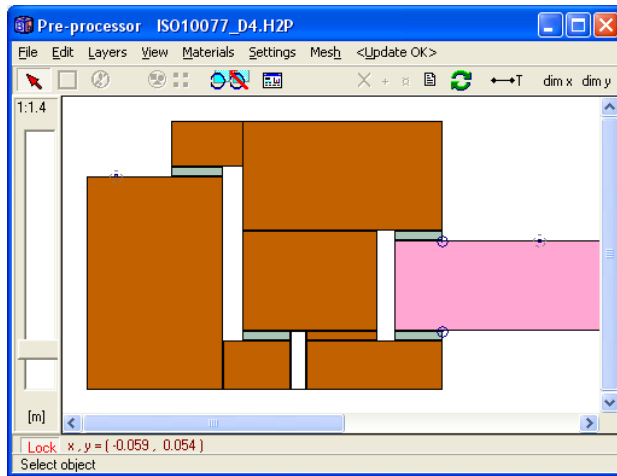 Pre-processor ISO10077_D4.H2P
File Edit Layers View Materials Settings Mesh <Update OK>
T dim x dim y
1:1.4
[m]
Lock x , y = ( -0.059 , 0.054 )
Select object